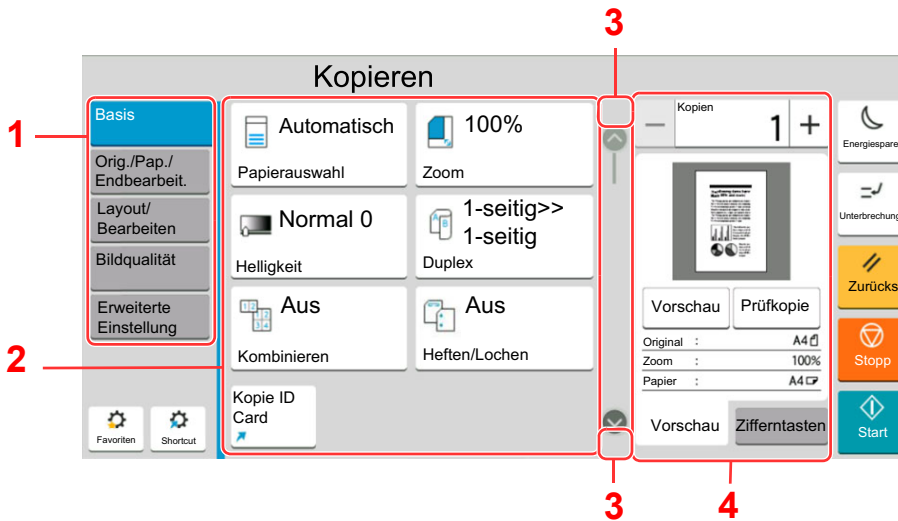 3
Kopieren
1
Basis
Orig./Pap./
Endbearbeit.
Layout/
Bearbeiten
Bildqualität
Erweiterte
Einstellung
Favoriten
Shortcut
2
Automatisch
Papierauswahl
100%
Zoom
Normal 0
Helligkeit
1-seitig>>
1-seitig
Duplex
Aus
Kombinieren
Aus
Heften/Lochen
Kopie ID
Card
3
Kopien
1
Vorschau
Prüfkopie
Original : A4
Zoom : 100%
Papier : A4
Vorschau
Zifferntasten
4
Energiespare
Unterbrechung
Zurücks
Stopp
Start